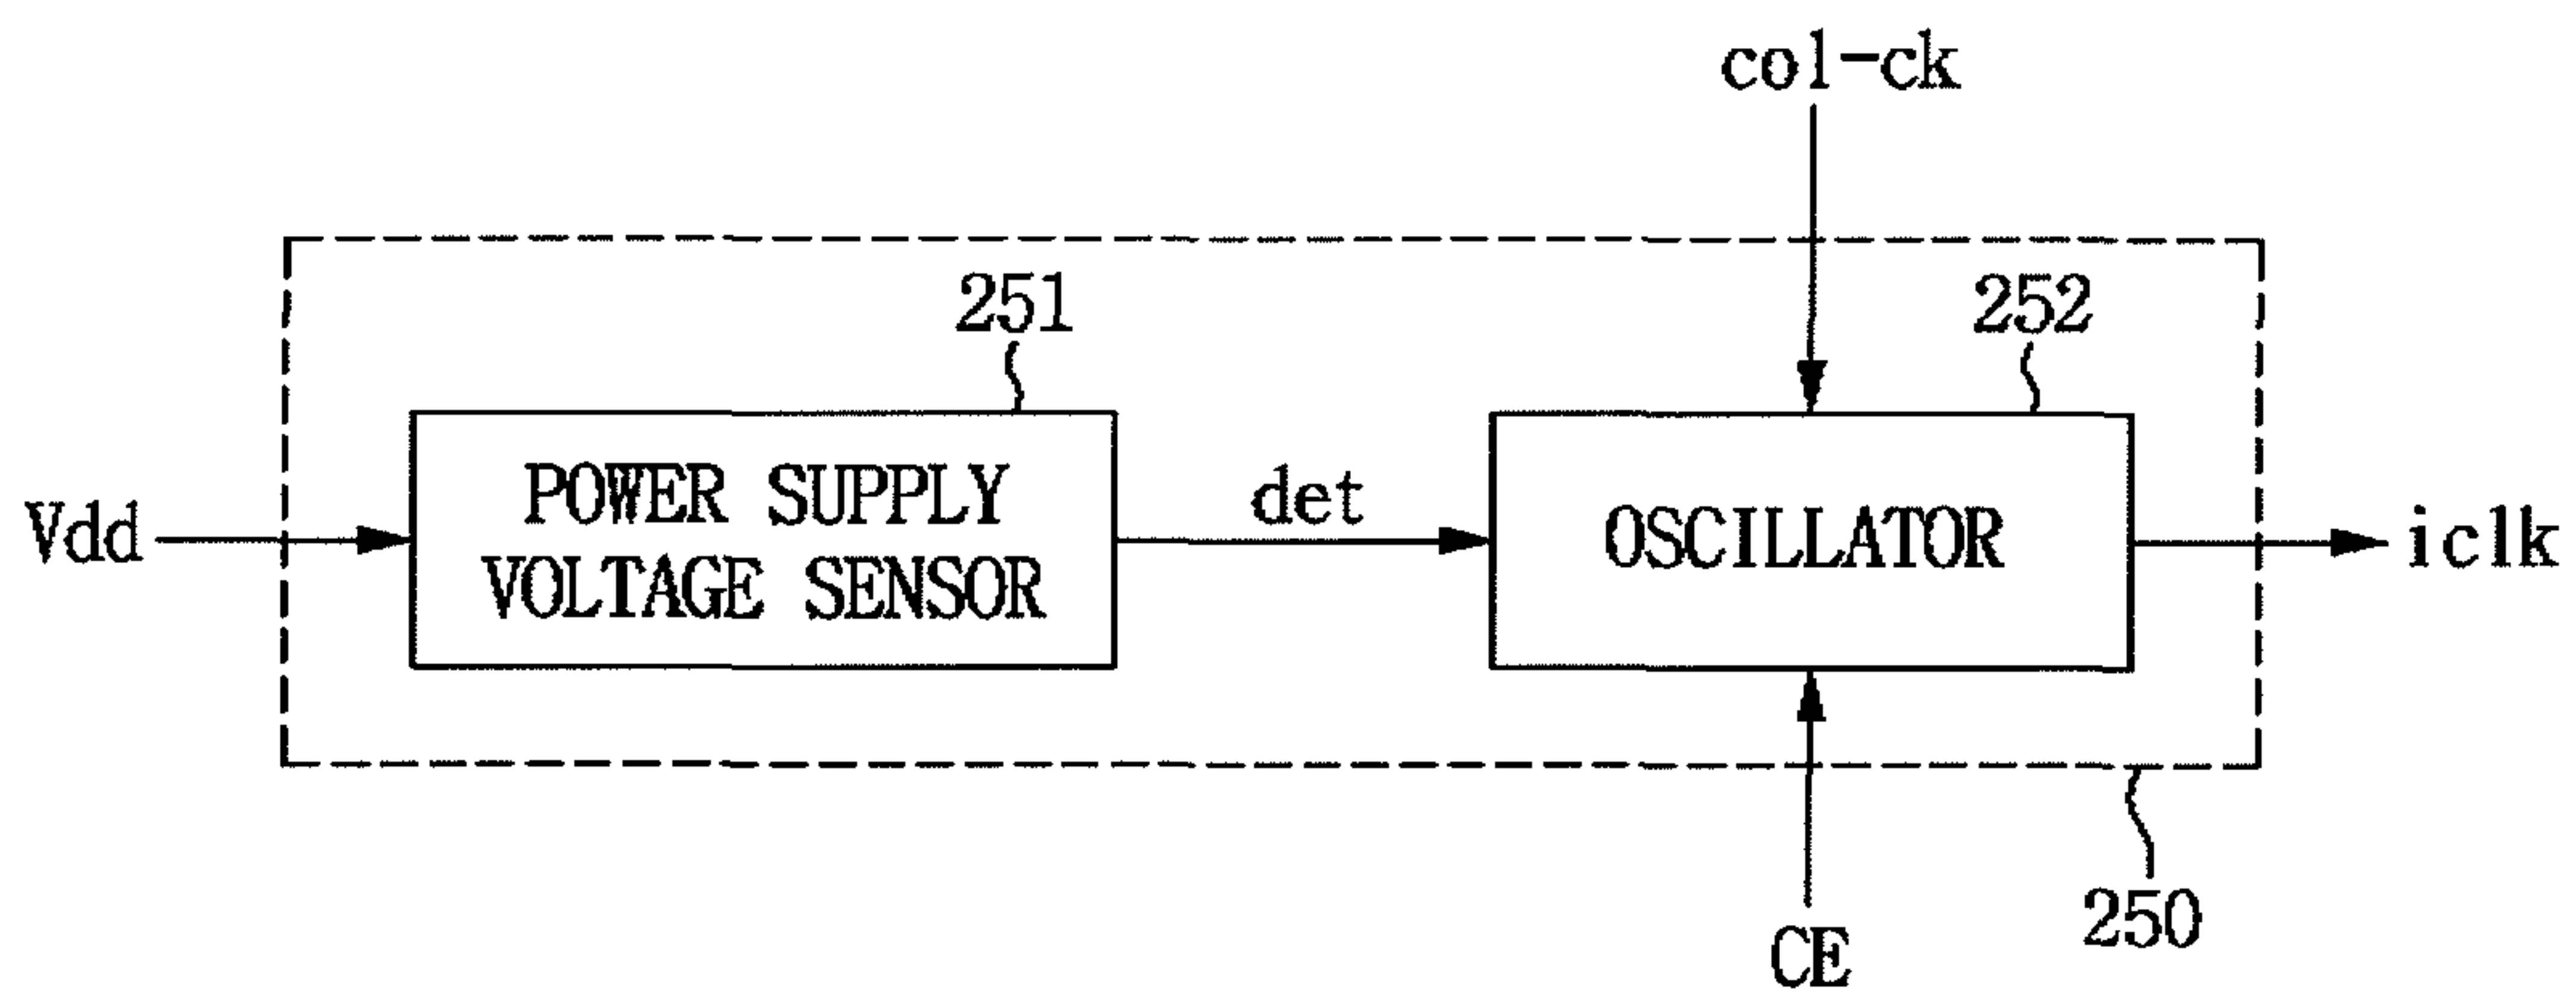 col-ck
251
252
POWER SUPPLY
VOLTAGE SENSOR
Vdd
det
OSCILLATOR
iclk
250
CE